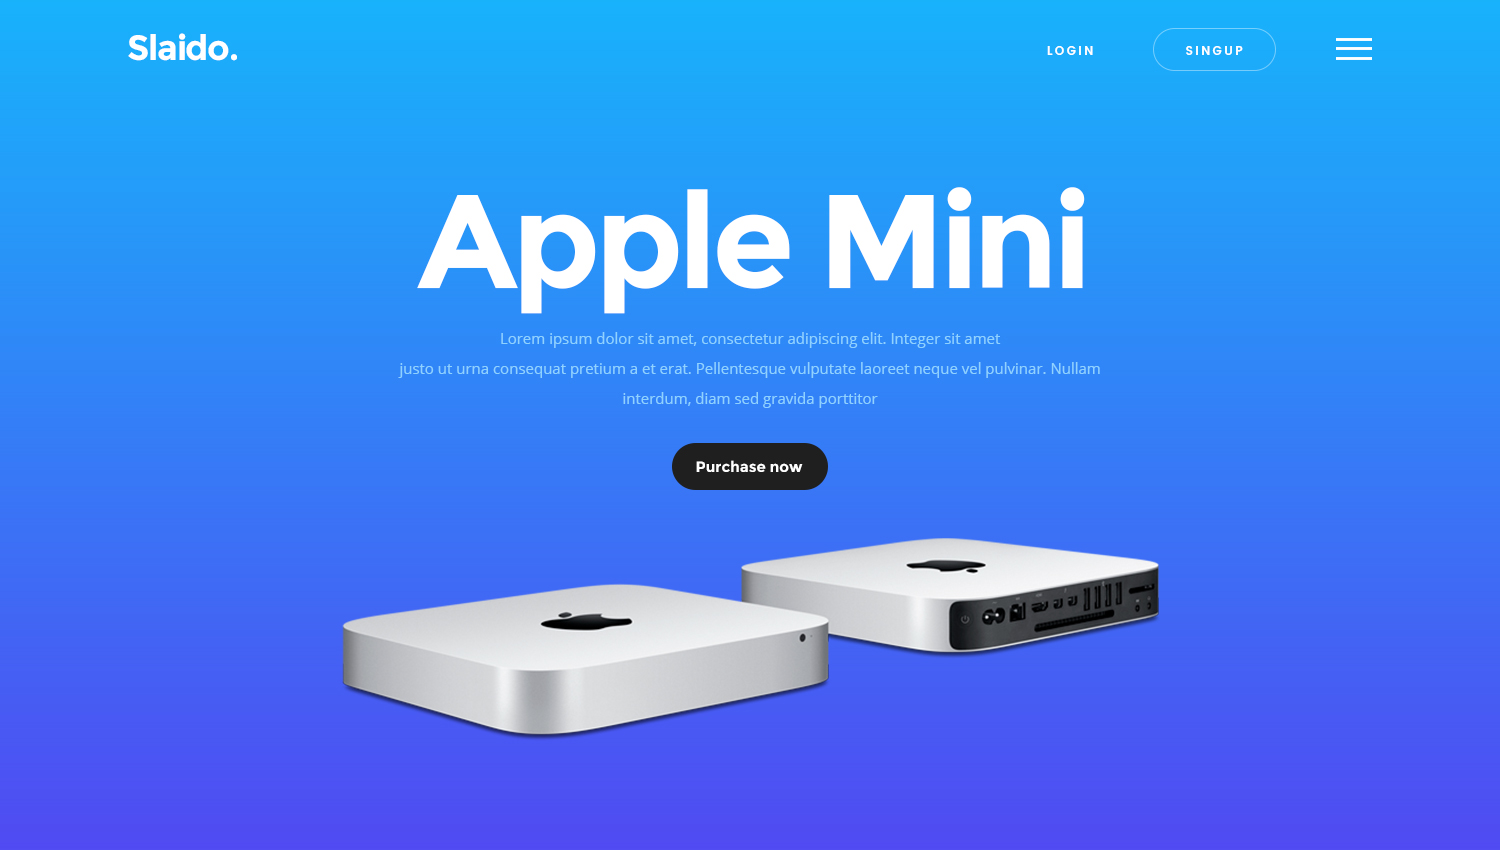 Slaido.
LOGIN
SINGUP
Apple Mini
Lorem ipsum dolor sit amet, consectetur adipiscing elit. Integer sit amet
justo ut urna consequat pretium a et erat. Pellentesque vulputate laoreet neque vel pulvinar. Nullam
interdum, diam sed gravida porttitor
Purchase now